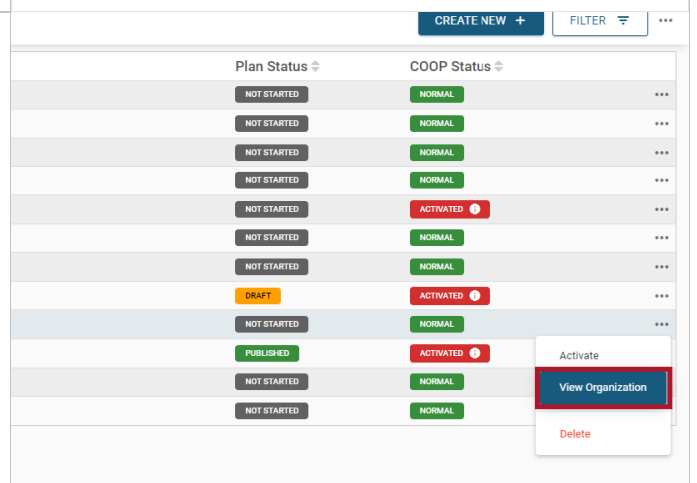 CREATE NEW + FILTER
Plan Status COOP Status
NOT STARTED NORMAL
NOT STARTED NORMAL
NOT STARTED NORMAL
NOT STARTED NORMAL
NOT STARTED ACTIVATED
NOT STARTED NORMAL
NOT STARTED NORMAL
DRAFT ACTIVATED
NOT STARTED NORMAL
PUBLISHED ACTIVATED
Activate
NOT STARTED NORMAL
View Organization
NOT STARTED NORMAL
Delete